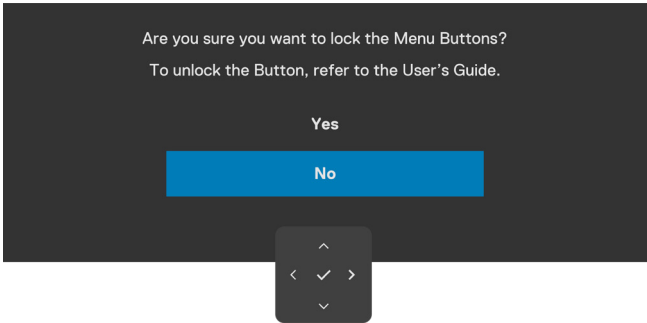 Are you sure you want to lock the Menu Buttons?
To unlock the Button, refer to the User’s Guide.
Yes
No